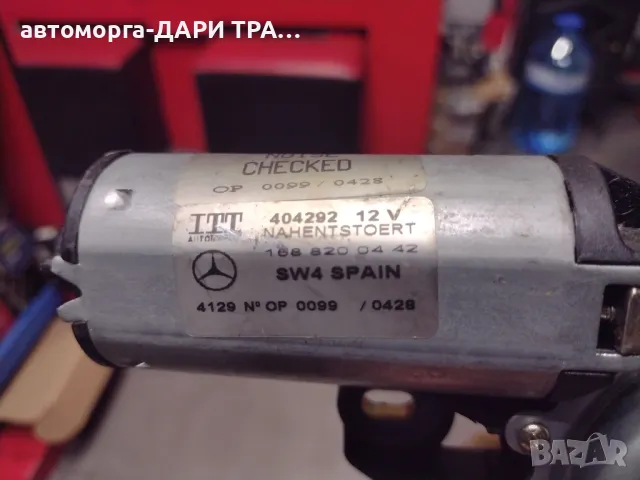 автоморга-ДАРИ ТРА...
CHECKED
OP 0099 / 0428
ITT 404292 12 V
NAHENTSTOERT
168 820 04 42
SW4 SPAIN
4129 Nº OP 0099 / 0428
BAZAR